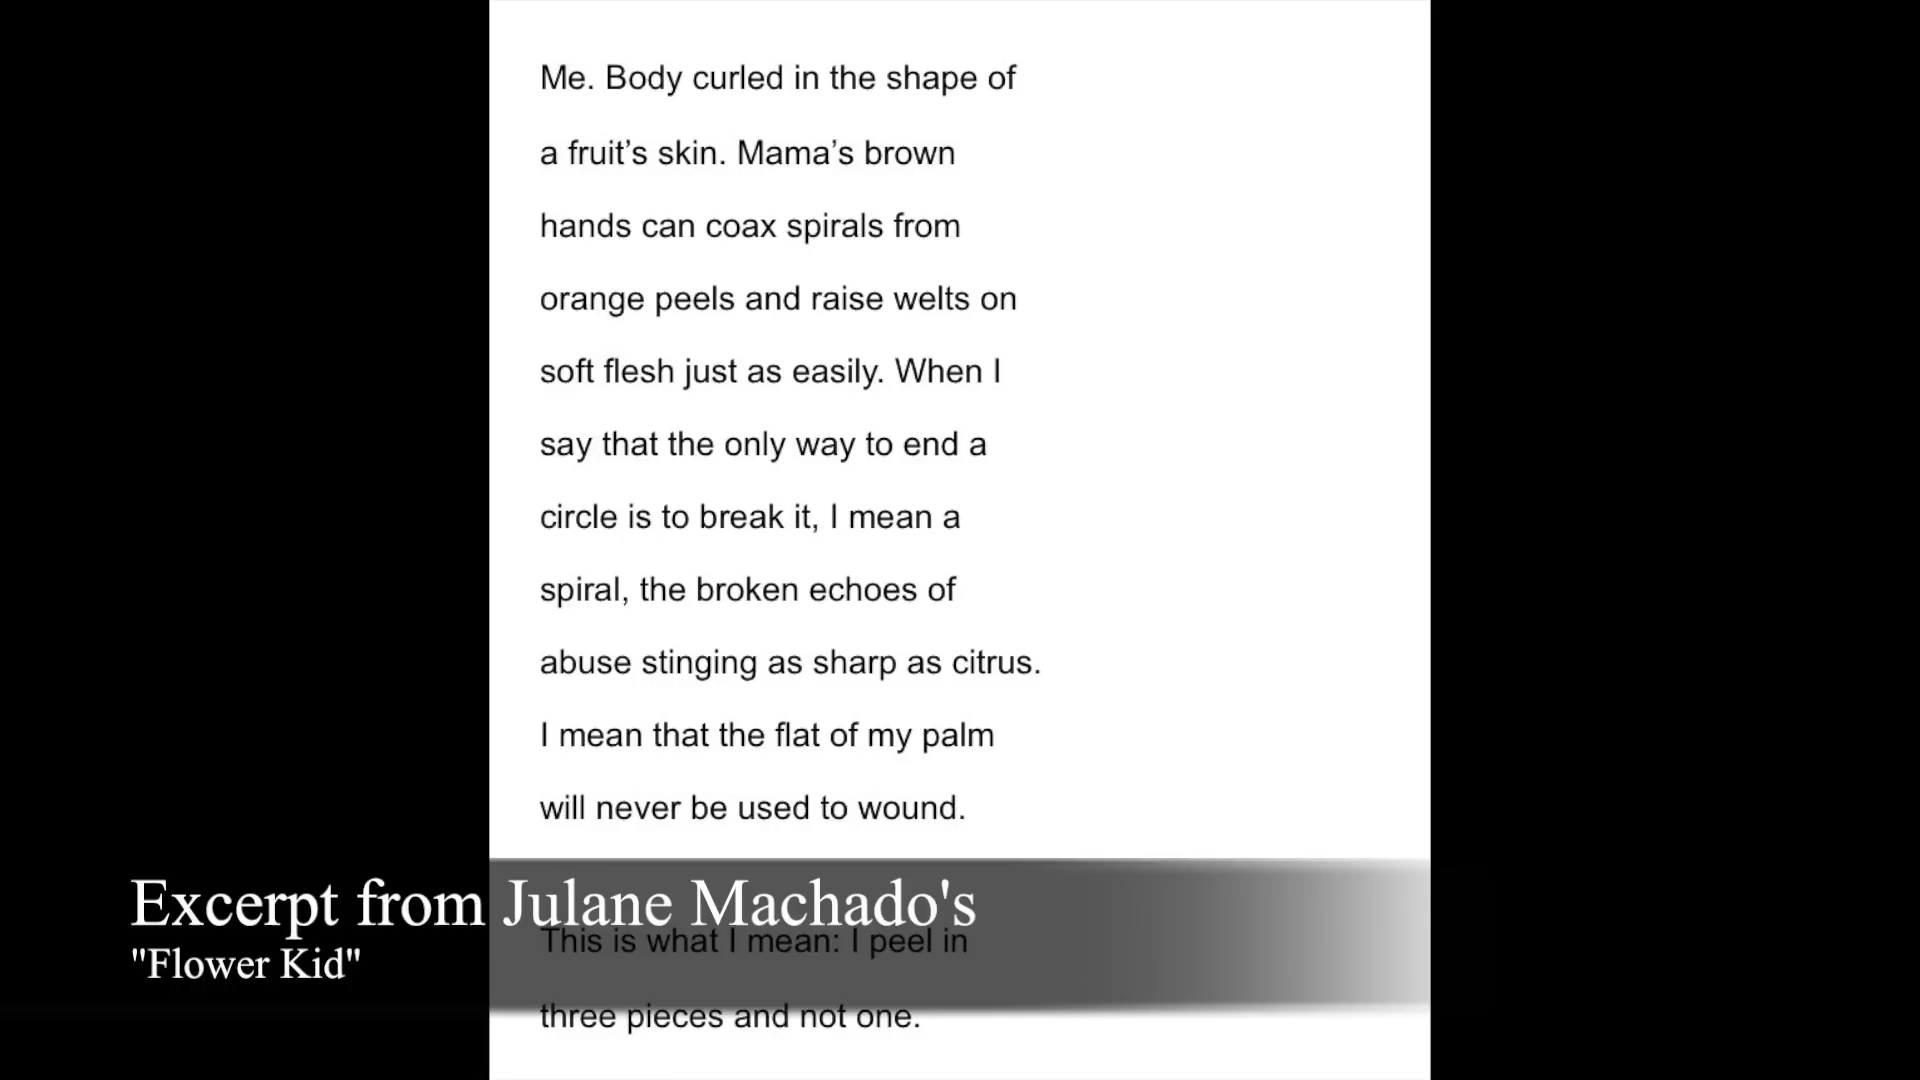 Me. Body curled in the shape of
a fruit’s skin. Mama’s brown
hands can coax spirals from
orange peels and raise welts on
soft flesh just as easily. When I
say that the only way to end a
circle is to break it, I mean a
spiral, the broken echoes of
abuse stinging as sharp as citrus.
I mean that the flat of my palm
will never be used to wound.
Excerpt from Julane Machado's
This is what I mean: I peel in
"Flower Kid"
three pieces and not one.